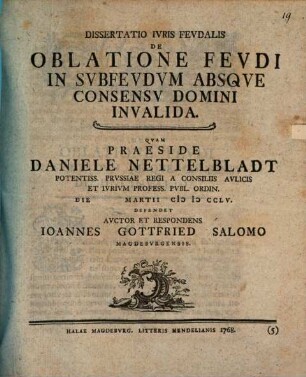 19
DISSERTATIO IVRIS FEVDALIS
DE
OBLATIONE FEVDI
IN SVBFEVDVM ABSQVE
CONSENSV DOMINI
INVALIDA.
QVAM
PRAESIDE
DANIELE NETTELBLADT
POTENTISS. PRVSSIAE REGI A CONSILIIS AVLICIS
ET IVRIVM PROFESS. PVBL. ORDIN.
DIE MARTII CIↃ IↃ CCLV.
DEFENDET
AVCTOR ET RESPONDENS
IOANNES GOTTFRIED SALOMO
MAGDEBVRGENSIS.
HALAE MAGDEBVRG. LITTERIS HENDELIANIS 1768. (5)